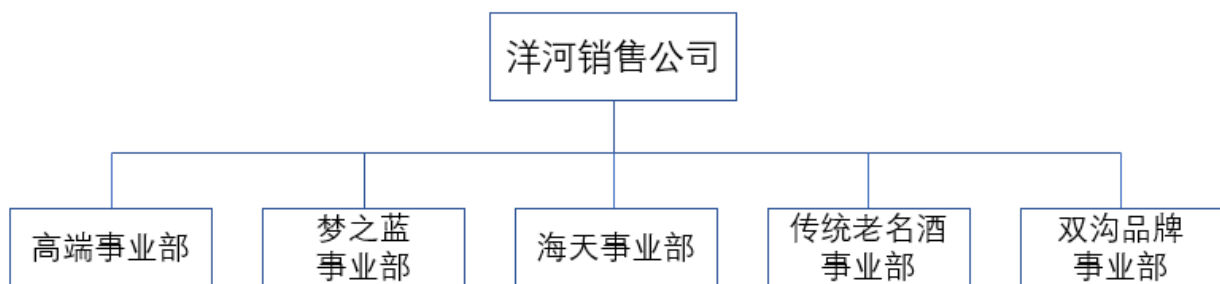 洋河销售公司
高端事业部
梦之蓝
事业部
海天事业部
传统老名酒
事业部
双沟品牌
事业部